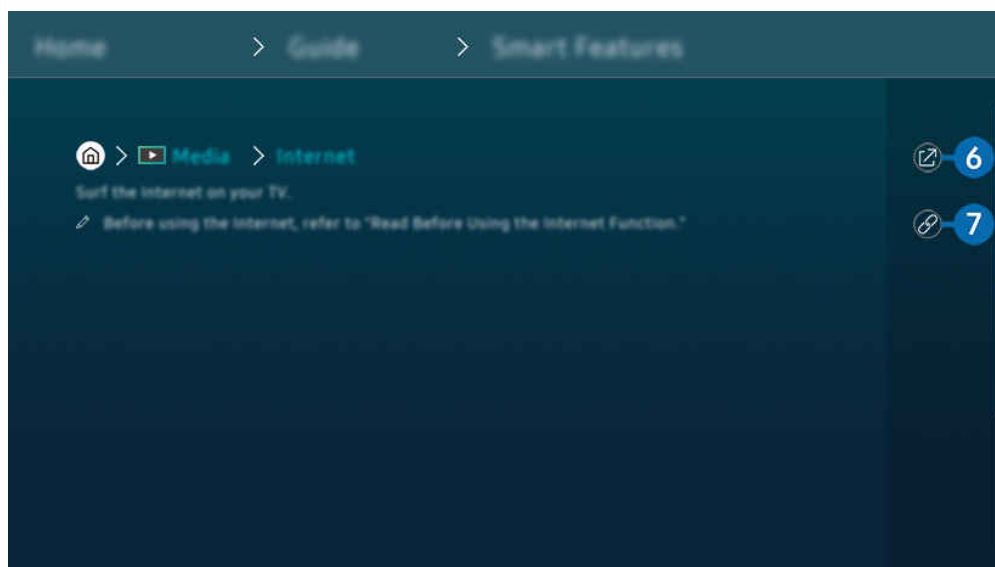 Home > Guide > Smart Features
> Media > Internet
6
Surf the Internet on your TV.
Before using the Internet, refer to "Read Before Using the Internet Function."
7